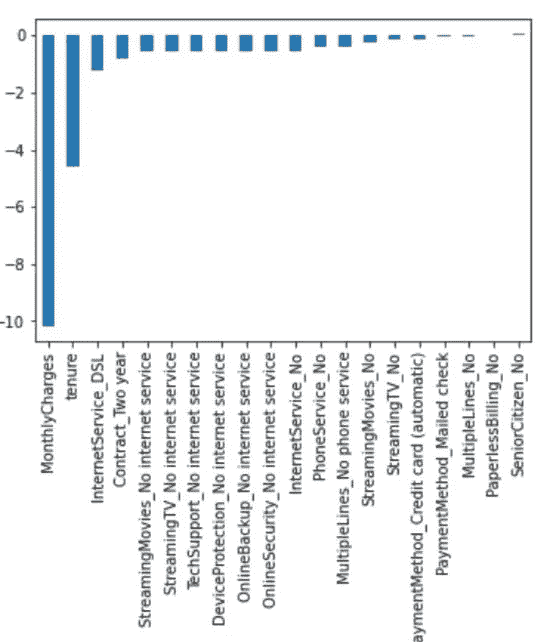 0
−2
−4
−6
−8
−10
MonthlyCharges
tenure
InternetService_DSL
Contract_Two year
StreamingMovies_No internet service
StreamingTV_No internet service
TechSupport_No internet service
DeviceProtection_No internet service
OnlineBackup_No internet service
OnlineSecurity_No internet service
InternetService_No
PhoneService_No
MultipleLines_No phone service
StreamingMovies_No
StreamingTV_No
aymentMethod_Credit card (automatic)
PaymentMethod_Mailed check
MultipleLines_No
PaperlessBilling_No
SeniorCitizen_No